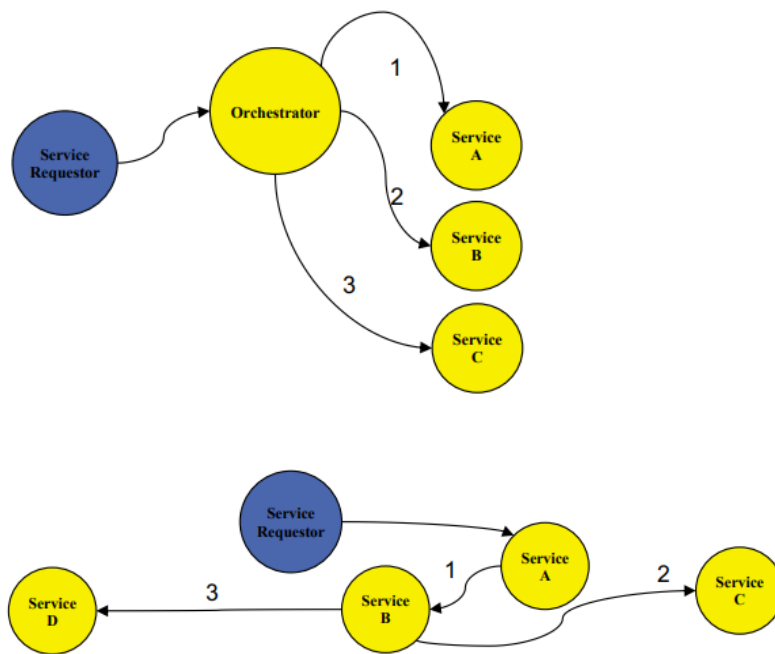 1
Orchestrator
Service
A
Service
Requestor
2
Service
B
3
Service
C
Service
Requestor
1
Service
A
2
Service
C
3
Service
B
Service
D